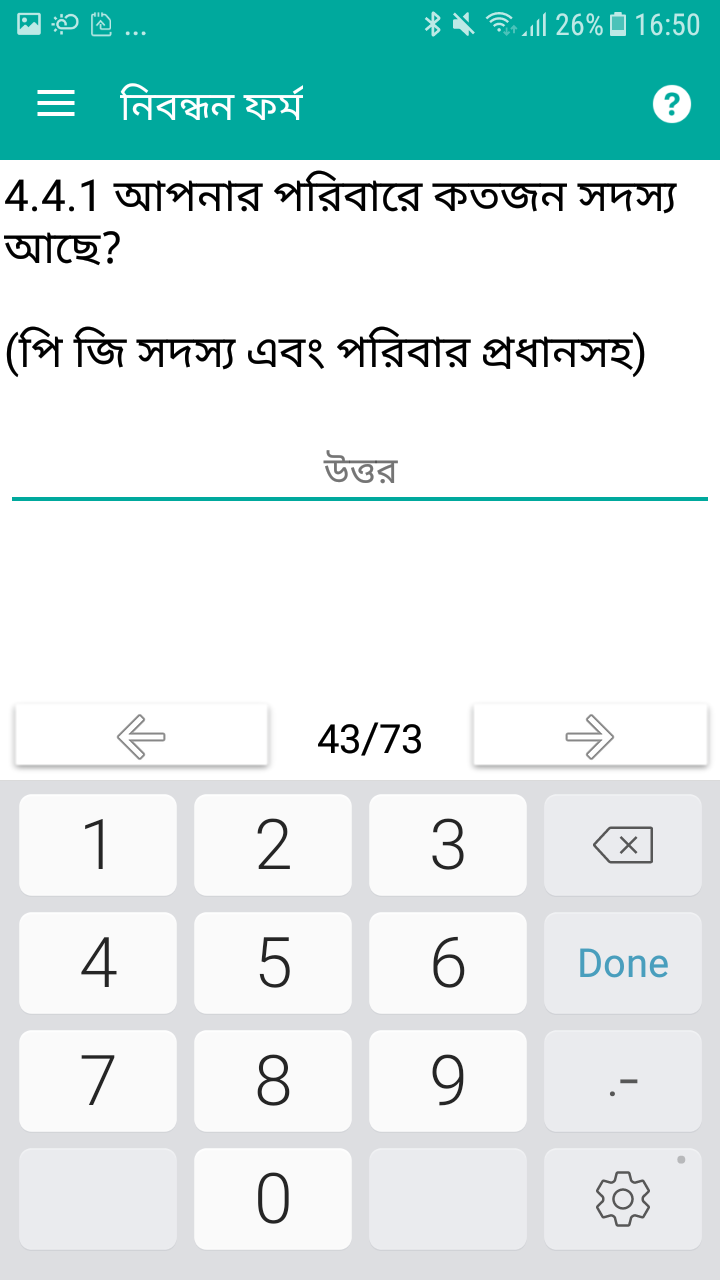 ... 26% 16:50
নিবন্ধন ফর্ম ?
4.4.1 আপনার পরিবারে কতজন সদস্য
আছে?
(পি জি সদস্য এবং পরিবার প্রধানসহ)
উত্তর
43/73
1 2 3
4 5 6 Done
7 8 9 .-
0